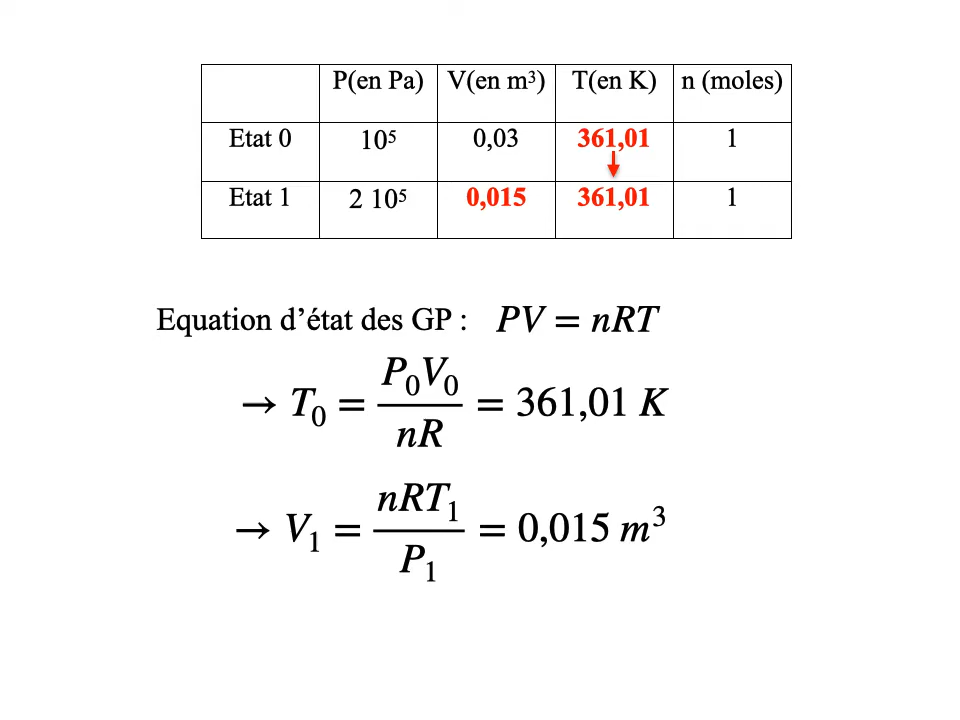 P(en Pa) V(en m³) T(en K) n (moles)
Etat 0 10⁵ 0,03 361,01 1
Etat 1 2 10⁵ 0,015 361,01 1
Equation d’état des GP : PV = nRT
→ T₀ = P₀V₀ / nR = 361,01 K
→ V₁ = nRT₁ / P₁ = 0,015 m³